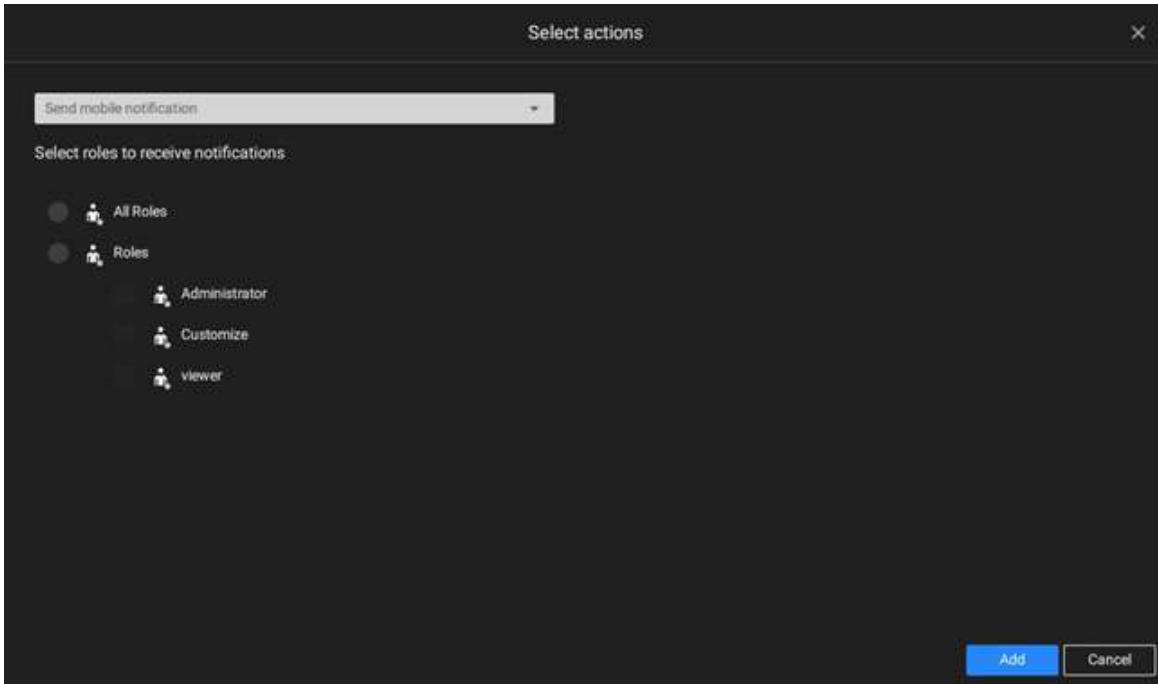 Select actions
Send mobile notification
Select roles to receive notifications
All Roles
Roles
Administrator
Customize
viewer
Add Cancel